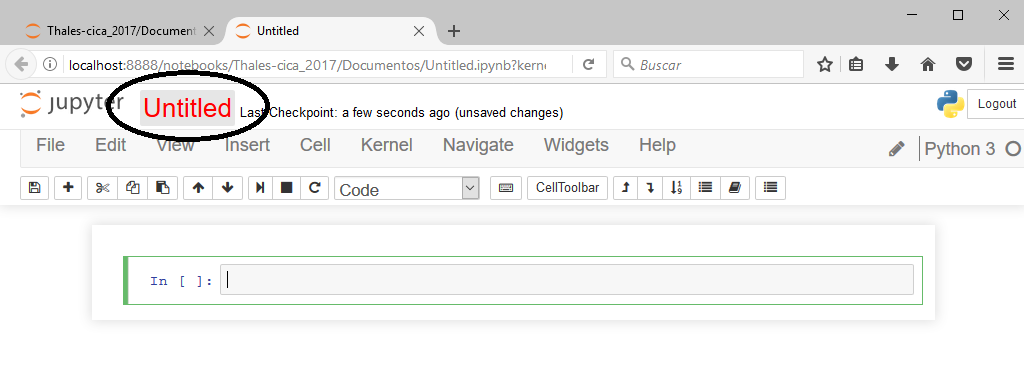 Thales-cica_2017/Document
Untitled
localhost:8888/notebooks/Thales-cica_2017/Documentos/Untitled.ipynb?kerne
Buscar
jupyter Untitled Last Checkpoint: a few seconds ago (unsaved changes)
Logout
File Edit View Insert Cell Kernel Navigate Widgets Help
Python 3
Code
CellToolbar
In [ ]: